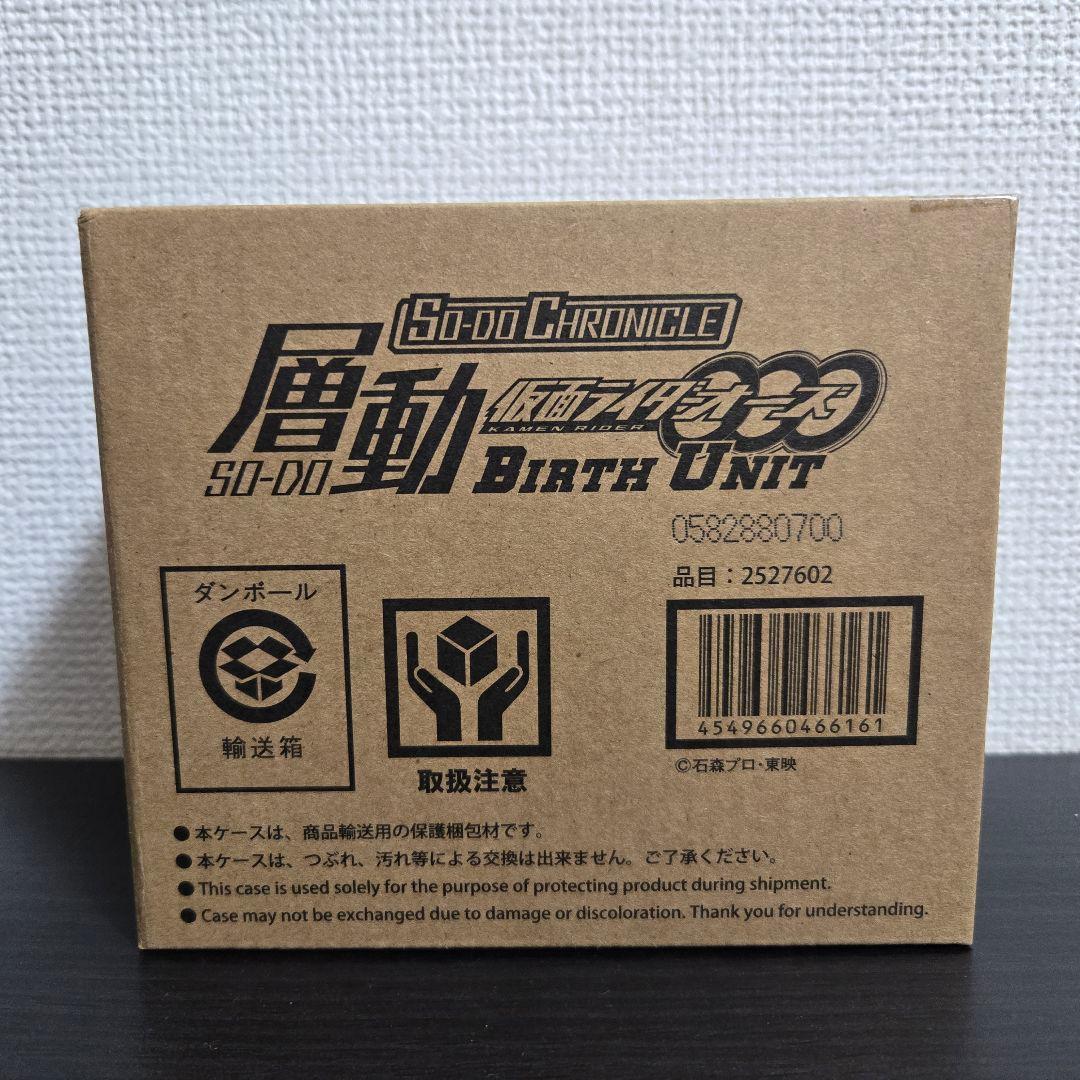 SO-DO CHRONICLE
層動 仮面ライダーオーズ
KAMEN RIDER
SO-DO BIRTH UNIT
0582880700
品目：2527602
ダンボール
輸送箱
取扱注意
4549660466161
©石森プロ・東映
●本ケースは、商品輸送用の保護梱包材です。
●本ケースは、つぶれ、汚れ等による交換は出来ません。ご了承ください。
●This case is used solely for the purpose of protecting product during shipment.
●Case may not be exchanged due to damage or discoloration. Thank you for understanding.